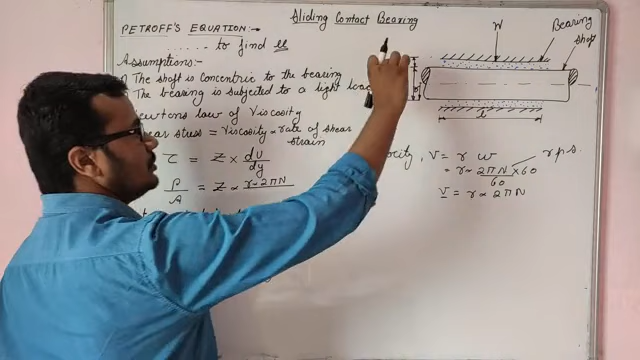 Sliding Contact Bearing
PETROFF'S EQUATION:-
..... to find μ
Assumptions:-
The shaft is concentric to the bearing
The bearing is subjected to a light load
Newtons law of Viscosity
Shear stress = Viscosity × rate of shear strain
τ = Z × dU/dy
P/A = Z × r × 2πN
W
Bearing
shaft
l
V = r ω
= r × 2πN/60 × 60
r.p.s.
V = r × 2πN